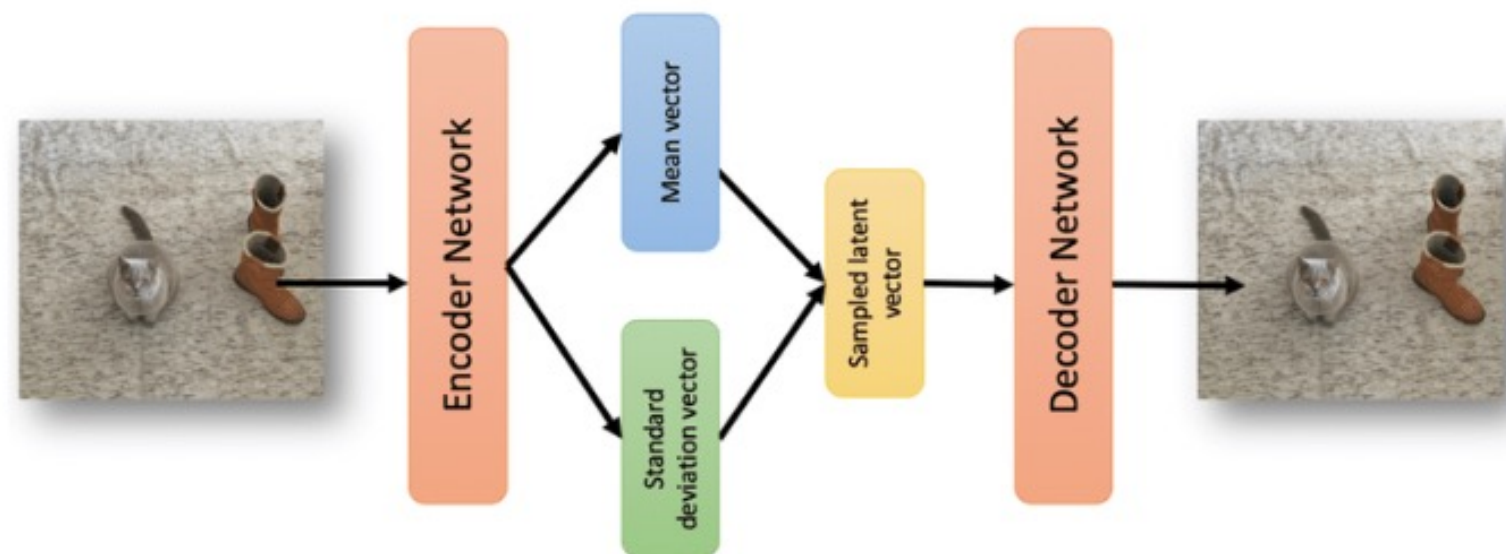 Encoder Network
Mean vector
Standard
deviation vector
Sampled latent
vector
Decoder Network